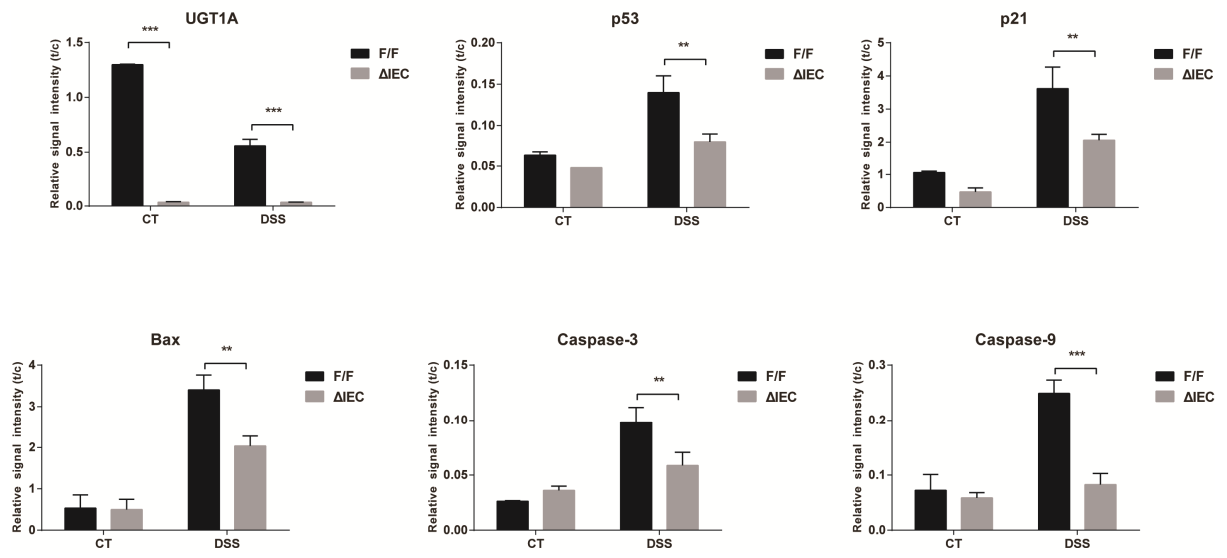 UGT1A
Relative signal intensity (t/c)
1.5
1.0
0.5
0.0
***
***
CT
DSS
F/F
ΔIEC
p53
Relative signal intensity (t/c)
0.20
0.15
0.10
0.05
0.00
**
CT
DSS
F/F
ΔIEC
p21
Relative signal intensity (t/c)
5
4
3
2
1
0
**
CT
DSS
F/F
ΔIEC
Bax
Relative signal intensity (t/c)
4
3
2
1
0
**
CT
DSS
F/F
ΔIEC
Caspase-3
Relative signal intensity (t/c)
0.15
0.10
0.05
0.00
**
CT
DSS
F/F
ΔIEC
Caspase-9
Relative signal intensity (t/c)
0.3
0.2
0.1
0.0
***
CT
DSS
F/F
ΔIEC